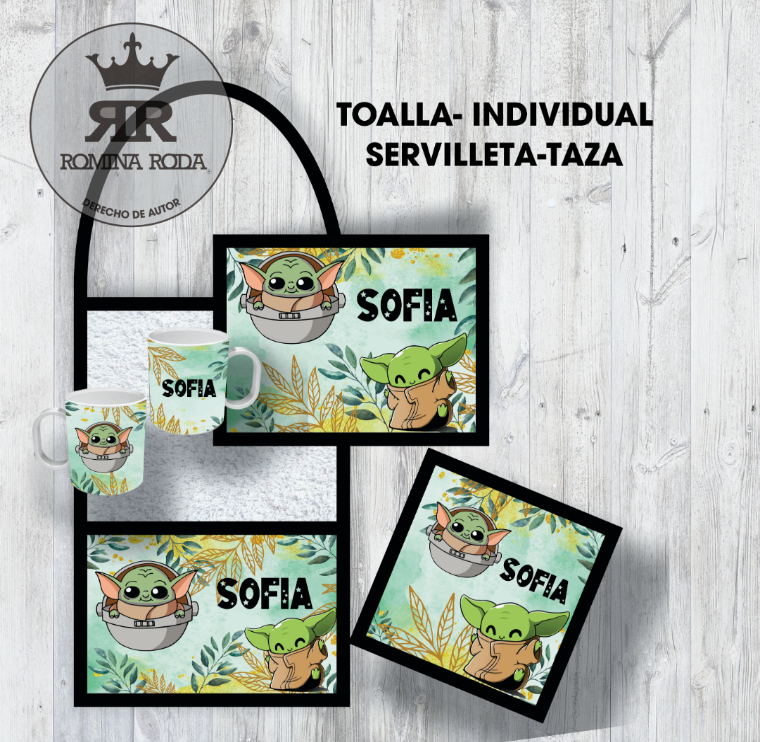 RR
ROMINA RODA
DERECHO DE AUTOR
TOALLA- INDIVIDUAL
SERVILLETA-TAZA
SOFIA
SOFIA
SOFIA
SOFIA